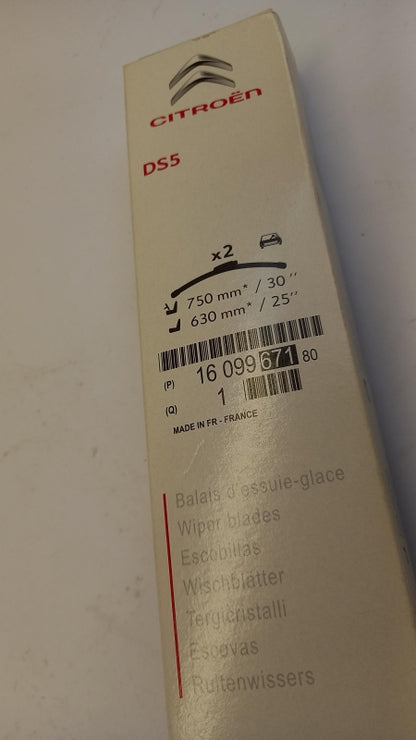 CITROËN
DS5
x2
750 mm* / 30''
630 mm* / 25''
(P) 16 099 671 80
(Q) 1
MADE IN FR - FRANCE
Balais d'essuie-glace
Wiper blades
Escobillas
Wischblätter
Tergicristalli
Escovas
Ruitenwissers